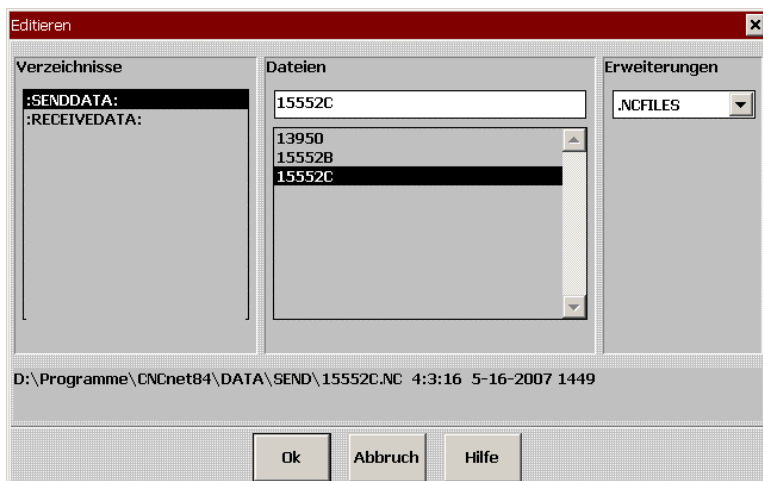 Editieren
Verzeichnisse
:SENDDATA:
:RECEIVEDATA:
Dateien
15552C
13950
15552B
15552C
Erweiterungen
.NCFILES
D:\Programme\CNCnet84\DATA\SEND\15552C.NC 4:3:16 5-16-2007 1449
Ok
Abbruch
Hilfe